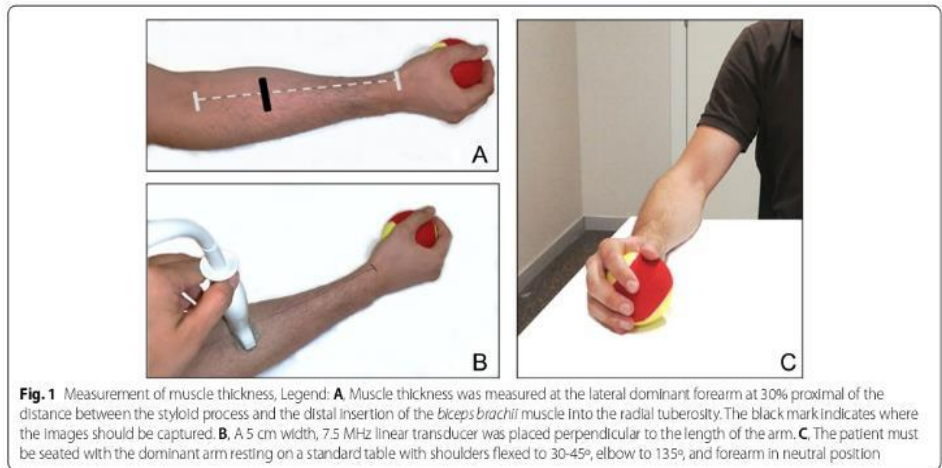 A
B
C
Fig. 1 Measurement of muscle thickness, Legend: A, Muscle thickness was measured at the lateral dominant forearm at 30% proximal of the
distance between the styloid process and the distal insertion of the biceps brachii muscle into the radial tuberosity. The black mark indicates where
the images should be captured. B, A 5 cm width, 7.5 MHz linear transducer was placed perpendicular to the length of the arm. C, The patient must
be seated with the dominant arm resting on a standard table with shoulders flexed to 30-45º, elbow to 135º, and forearm in neutral position